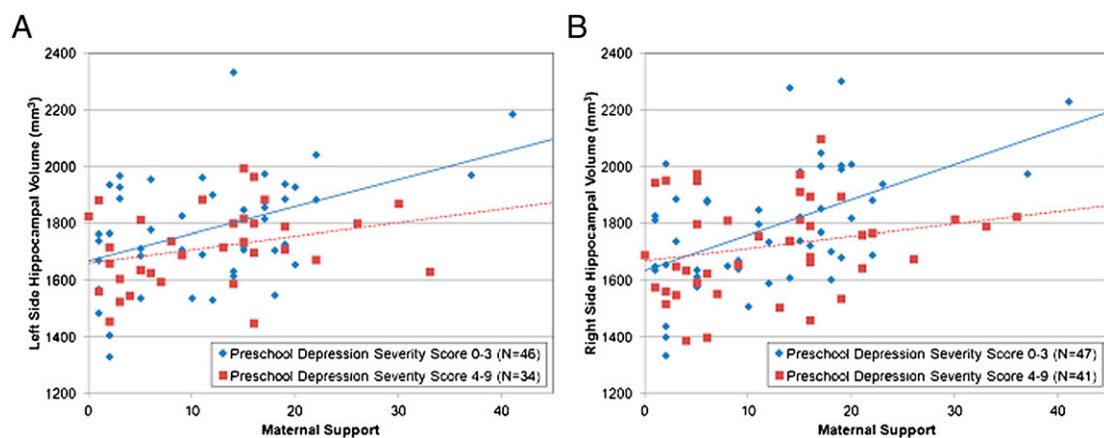 A
2400
2200
2000
1800
1600
1400
1200
0
10
20
30
40
Left Side Hippocampal Volume (mm³)
Maternal Support
Preschool Depression Severity Score 0-3 (N=46)
Preschool Depression Severity Score 4-9 (N=34)
B
2400
2200
2000
1800
1600
1400
1200
0
10
20
30
40
Right Side Hippocampal Volume (mm³)
Maternal Support
Preschool Depression Severity Score 0-3 (N=47)
Preschool Depression Severity Score 4-9 (N=41)